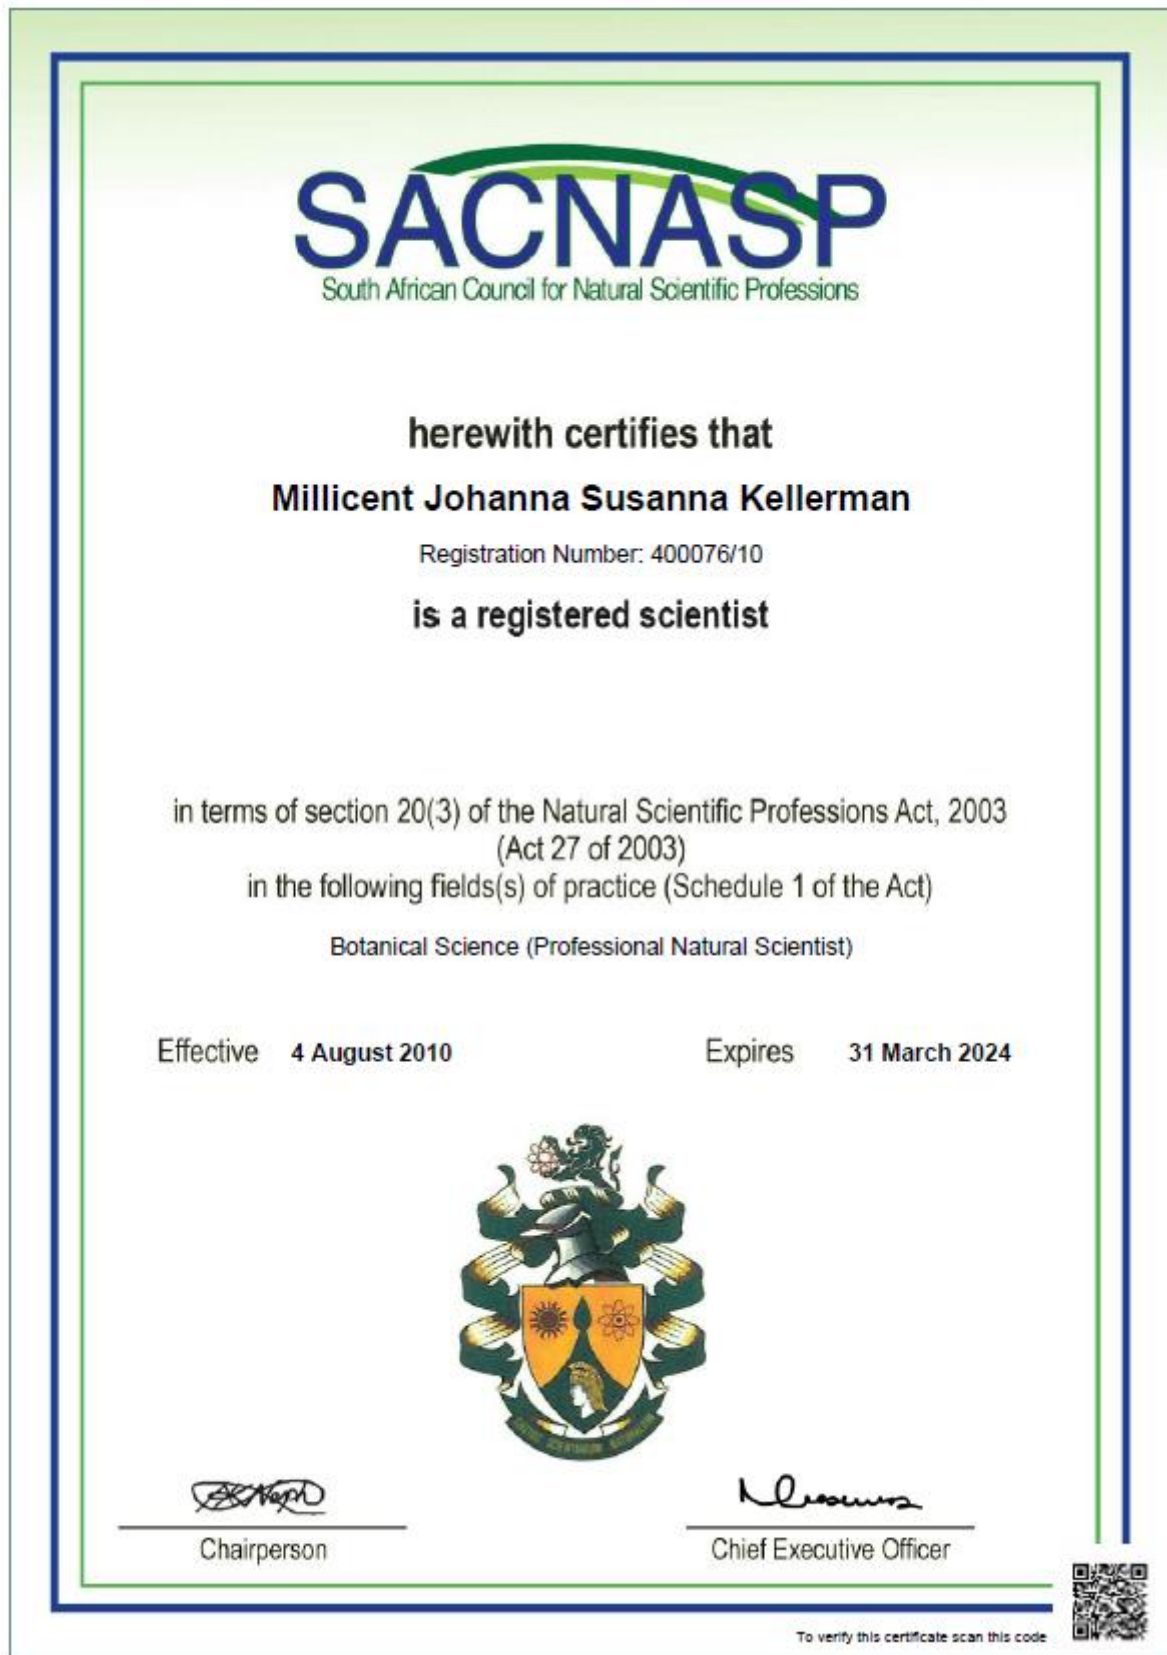 SACNASP
South African Council for Natural Scientific Professions
herewith certifies that
Millicent Johanna Susanna Kellerman
Registration Number: 400076/10
is a registered scientist
in terms of section 20(3) of the Natural Scientific Professions Act, 2003
(Act 27 of 2003)
in the following fields(s) of practice (Schedule 1 of the Act)
Botanical Science (Professional Natural Scientist)
Effective 4 August 2010 Expires 31 March 2024
Chairperson Chief Executive Officer
To verify this certificate scan this code